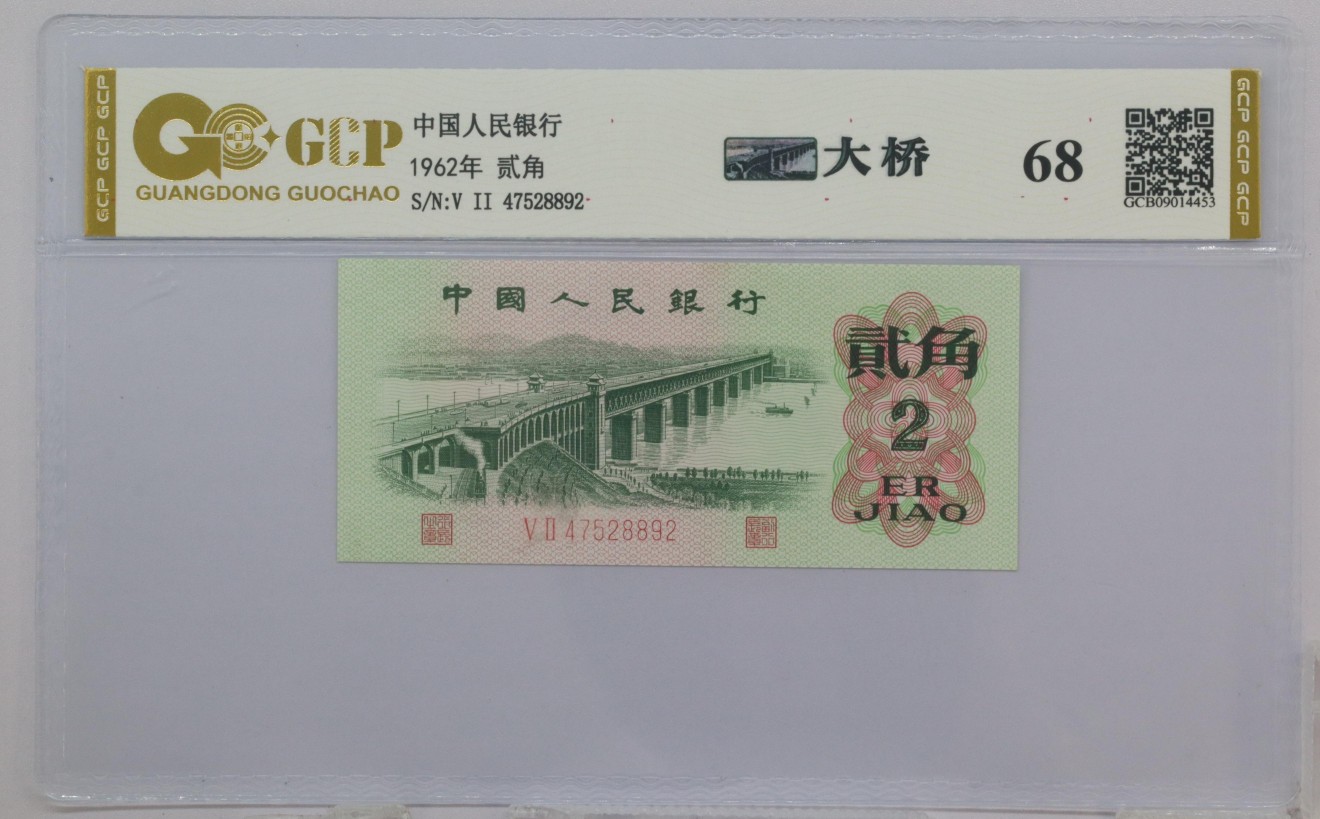 GCP GCP GCP
GCP
GUANGDONG GUOCHAO
中国人民银行
1962年 贰角
S/N:V II 47528892
大桥
68
GCB09014453
GCP GCP GCP
中國人民銀行
貳角
2
ER
JIAO
V II 47528892